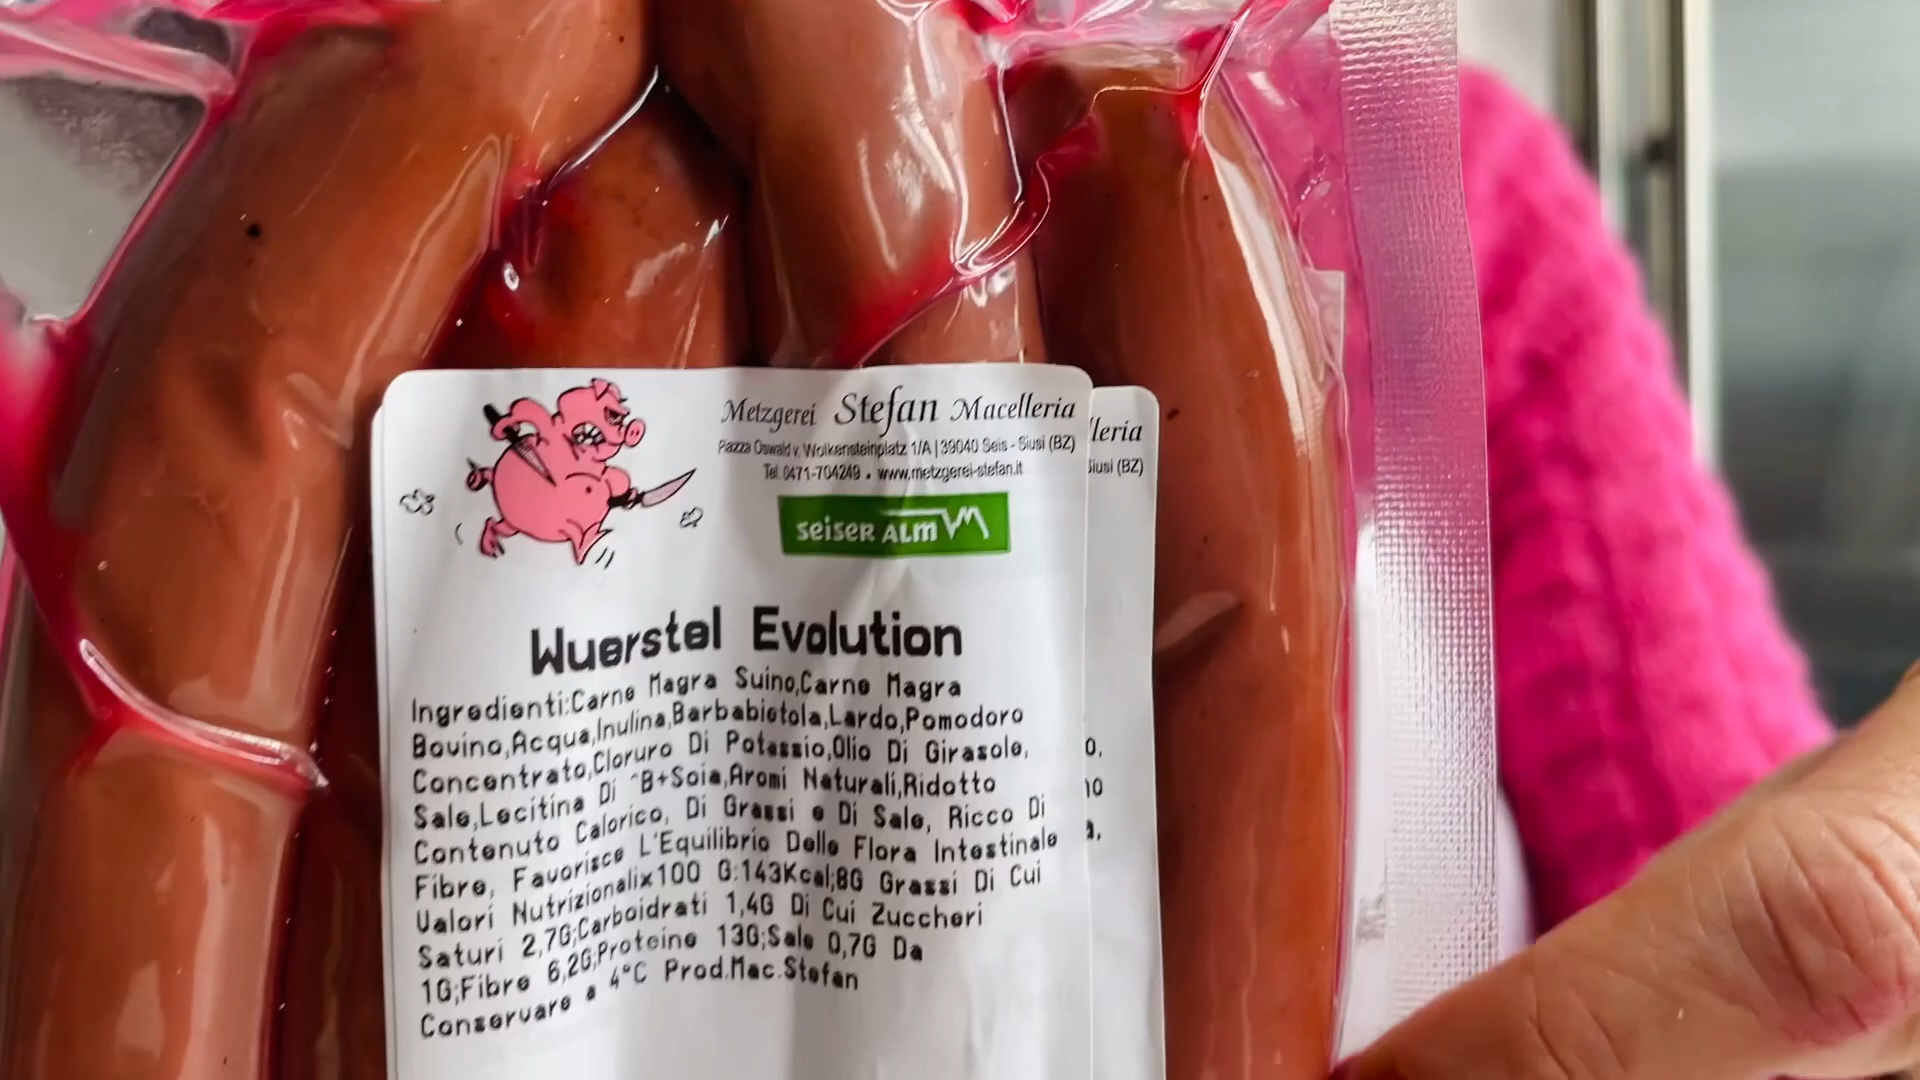 Metzgerei Stefan Macelleria
Piazza Oswald v. Wolkensteinplatz 1/A | 39040 Seis - Siusi (BZ)
Tel. 0471-704249 • www.metzgerei-stefan.it
seiser alm
Wuerstel Evolution
Ingredienti:Carne Magra Suino,Carne Magra
Bovino,Acqua,Inulina,Barbabietola,Lardo,Pomodoro
Concentrato,Cloruro Di Potassio,Olio Di Girasole,
Sale,Lecitina Di ^B+Soia,Aromi Naturali,Ridotto
Contenuto Calorico, Di Grassi e Di Sale, Ricco Di
Fibre, Favorisce L'Equilibrio Delle Flora Intestinale
Valori Nutrizionalix100 G:143Kcal;8G Grassi Di Cui
Saturi 2,7G;Carboidrati 1,4G Di Cui Zuccheri
1G;Fibre 6,2G;Proteine 13G;Sale 0,7G Da
Conservare a 4°C Prod.Mac.Stefan
lleria
Siusi (BZ)
o,
no
a,